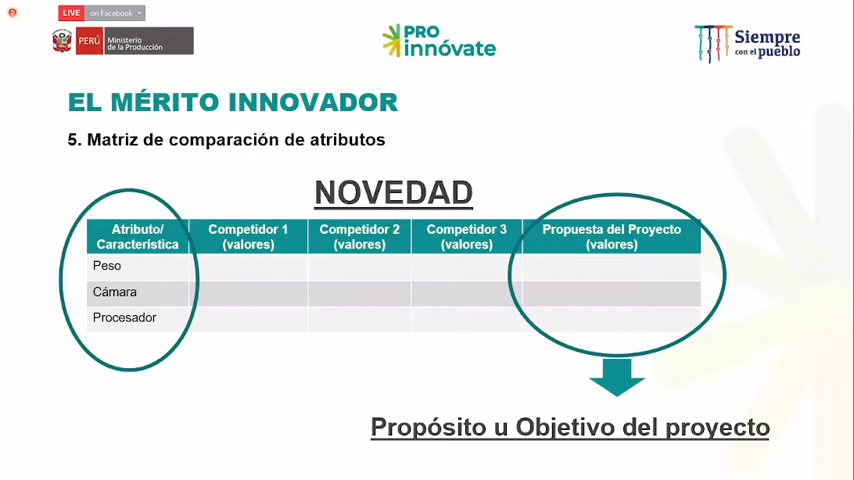 LIVE on Facebook
PERÚ Ministerio
de la Producción
PRO
innóvate
Siempre
con el pueblo
EL MÉRITO INNOVADOR
5. Matriz de comparación de atributos
NOVEDAD
Atributo/ Competidor 1 Competidor 2 Competidor 3 Propuesta del Proyecto
Característica (valores) (valores) (valores) (valores)
Peso
Cámara
Procesador
Propósito u Objetivo del proyecto